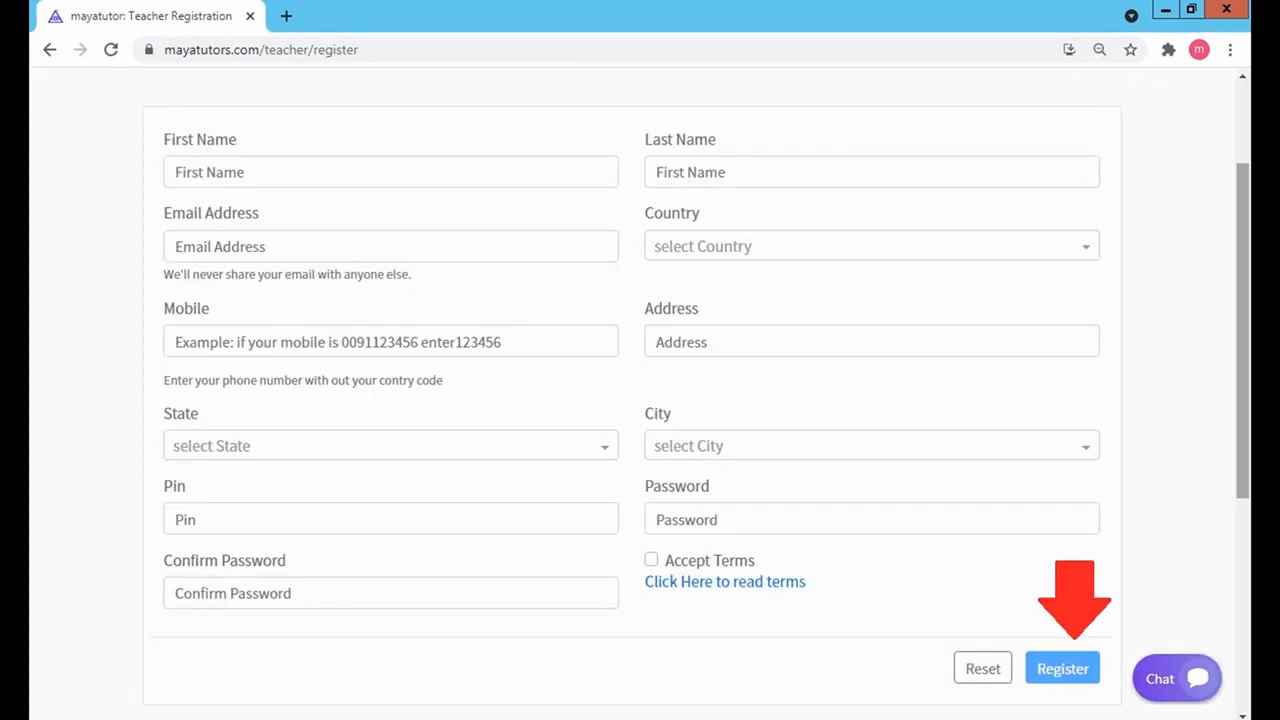 mayatutor: Teacher Registration
mayatutors.com/teacher/register
m
First Name
Last Name
First Name
First Name
Email Address
Country
Email Address
select Country
We'll never share your email with anyone else.
Mobile
Address
Example: if your mobile is 0091123456 enter123456
Address
Enter your phone number with out your contry code
State
City
select State
select City
Pin
Password
Pin
Password
Confirm Password
Accept Terms
Click Here to read terms
Confirm Password
Reset
Register
Chat